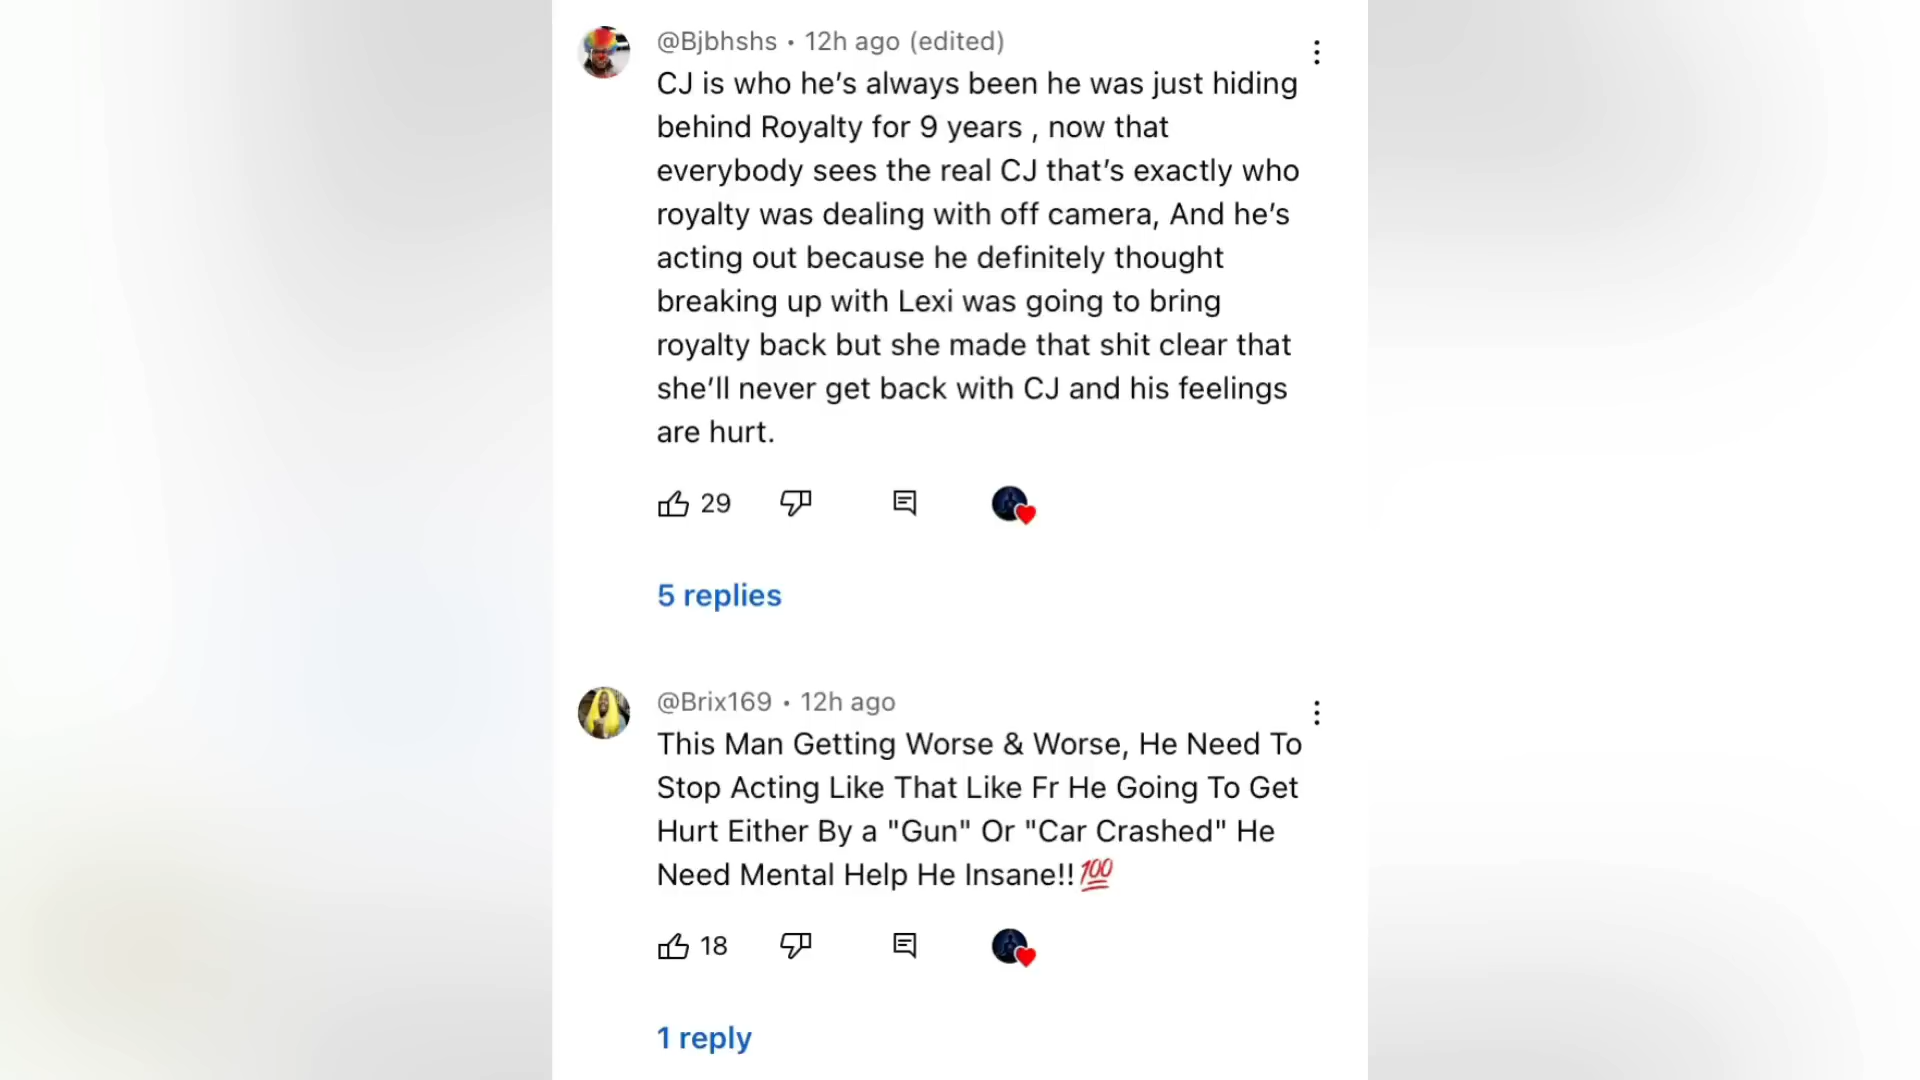 @Bjbhshs • 12h ago (edited)
CJ is who he’s always been he was just hiding
behind Royalty for 9 years , now that
everybody sees the real CJ that’s exactly who
royalty was dealing with off camera, And he’s
acting out because he definitely thought
breaking up with Lexi was going to bring
royalty back but she made that shit clear that
she’ll never get back with CJ and his feelings
are hurt.
29
5 replies
@Brix169 • 12h ago
This Man Getting Worse & Worse, He Need To
Stop Acting Like That Like Fr He Going To Get
Hurt Either By a "Gun" Or "Car Crashed" He
Need Mental Help He Insane!!💯
18
1 reply